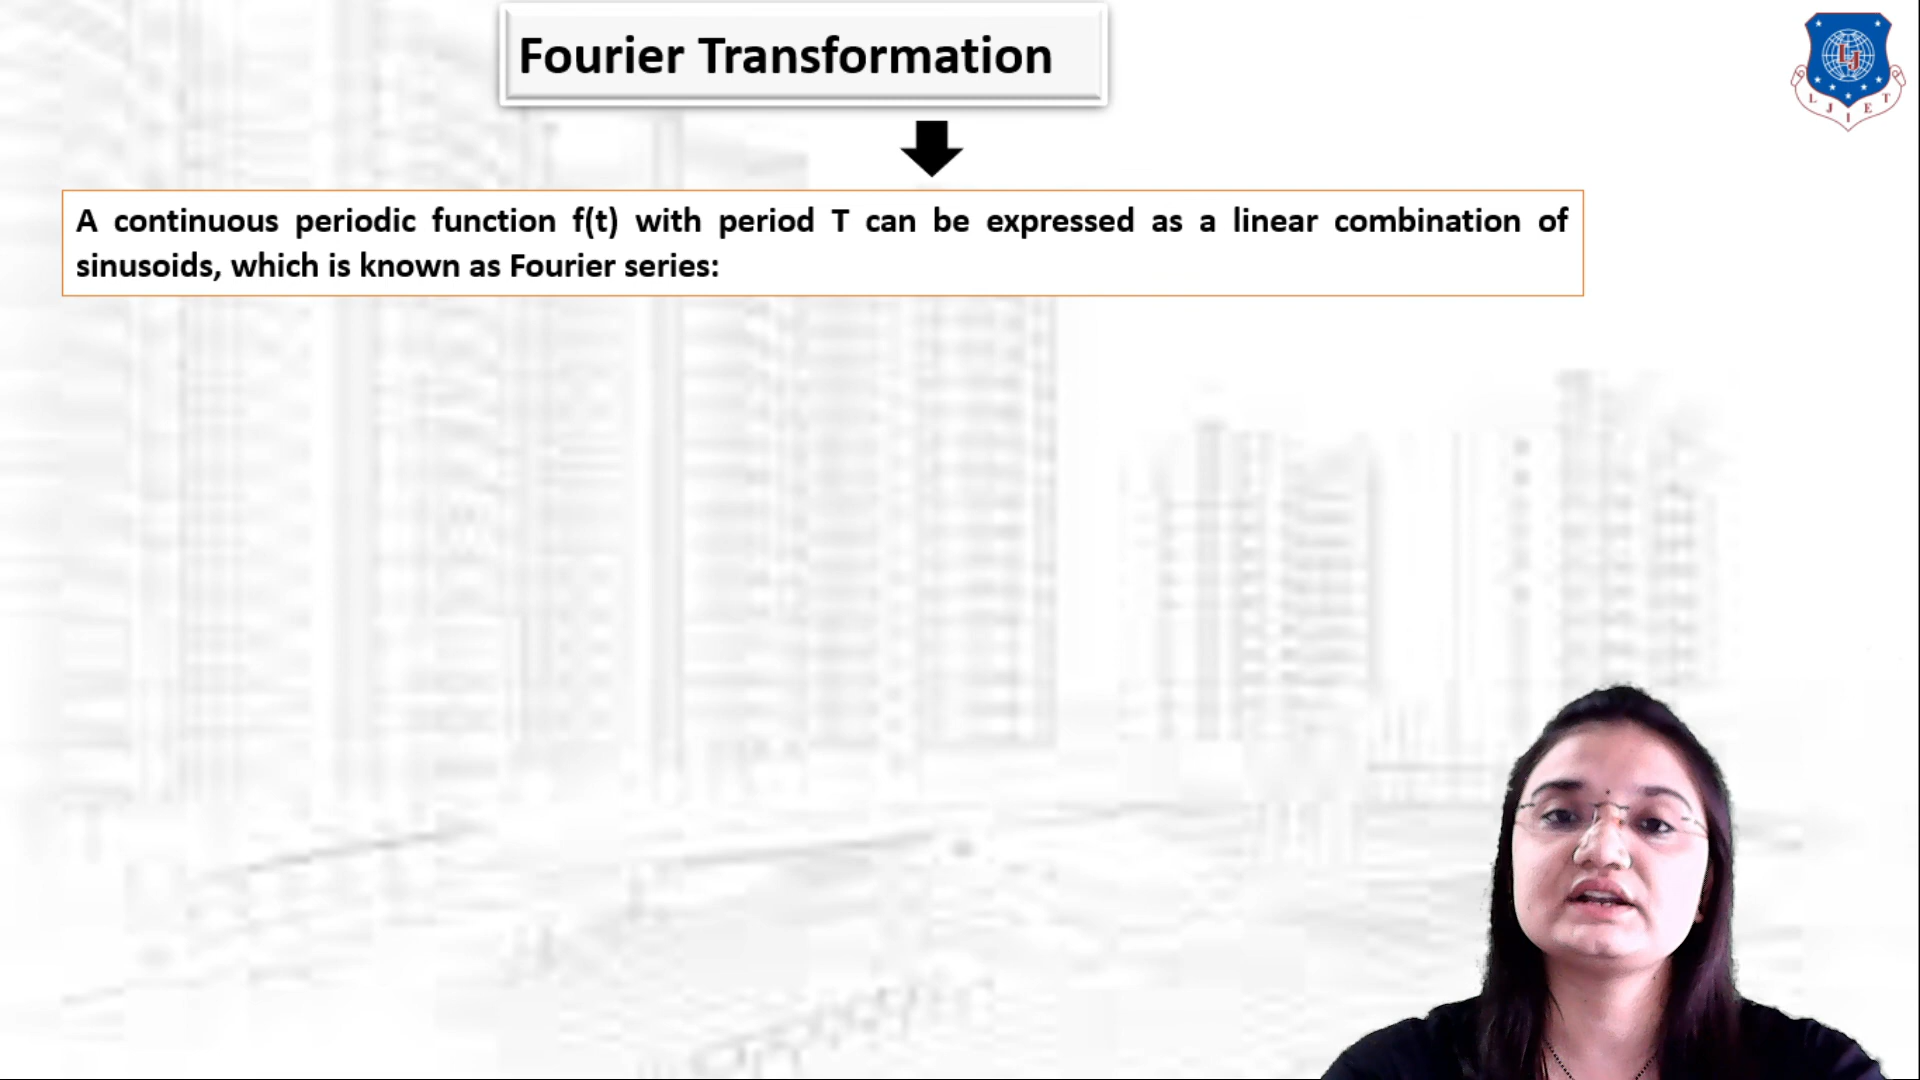 Fourier Transformation
LJ
L J I E T
A continuous periodic function f(t) with period T can be expressed as a linear combination of
sinusoids, which is known as Fourier series: